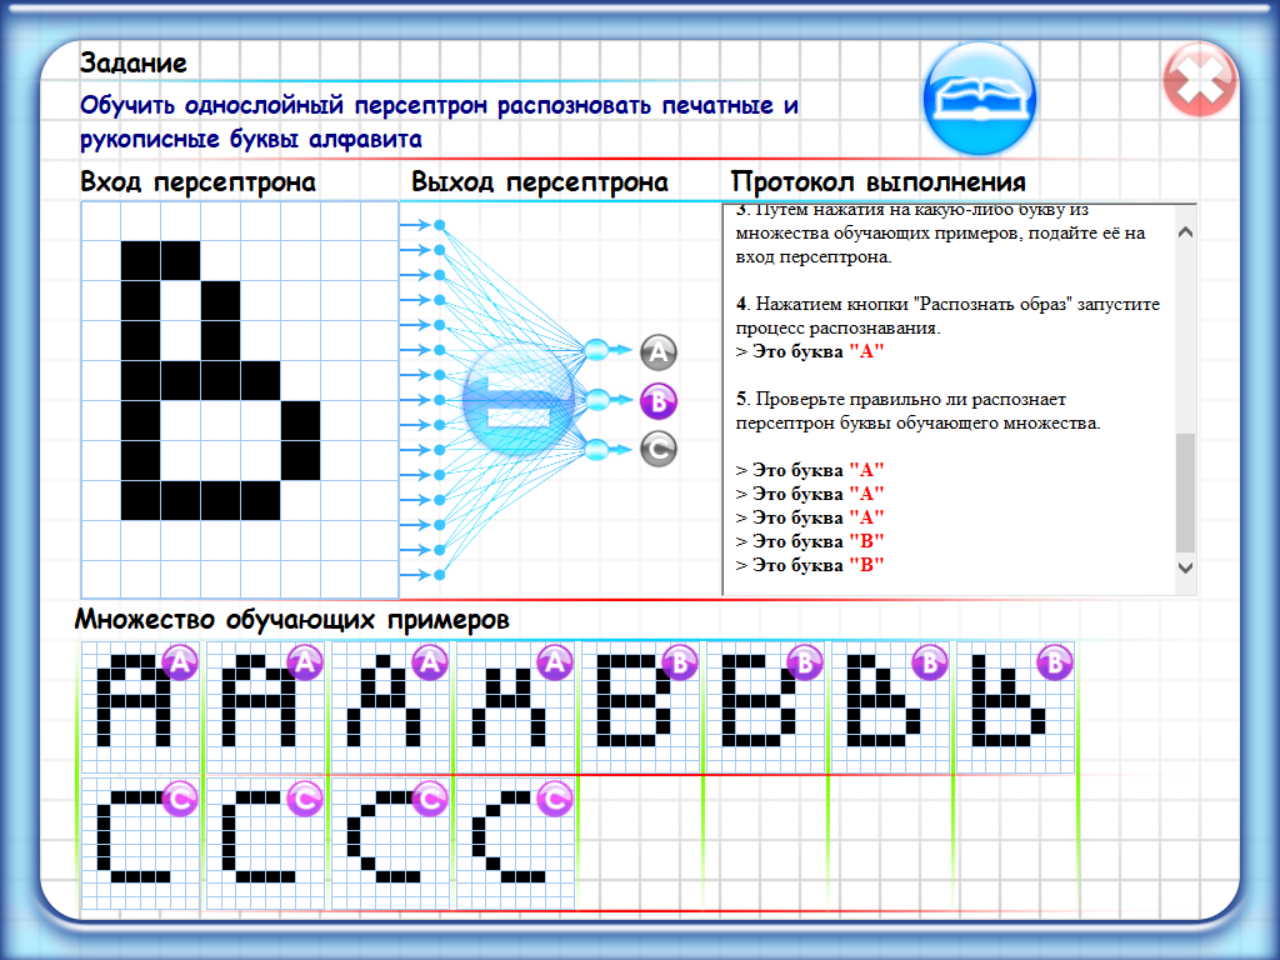 Задание
Обучить однослойный персептрон распозновать печатные и
рукописные буквы алфавита
Вход персептрона
Выход персептрона
Протокол выполнения
A
B
C
3. Путем нажатия на какую-либо букву из
множества обучающих примеров, подайте её на
вход персептрона.
4. Нажатием кнопки "Распознать образ" запустите
процесс распознавания.
> Это буква "А"
5. Проверьте правильно ли распознает
персептрон буквы обучающего множества.
> Это буква "А"
> Это буква "А"
> Это буква "А"
> Это буква "В"
> Это буква "В"
Множество обучающих примеров
A A A A B B B B
C C C C